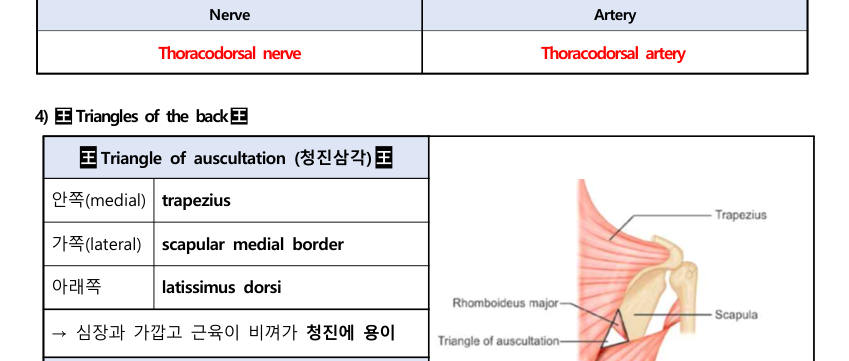 Nerve Artery
Thoracodorsal nerve Thoracodorsal artery
4) 王 Triangles of the back 王
王 Triangle of auscultation (청진삼각) 王
안쪽(medial) trapezius
가쪽(lateral) scapular medial border
아래쪽 latissimus dorsi
→ 심장과 가깝고 근육이 비껴가 청진에 용이
Trapezius
Rhomboideus major
Scapula
Triangle of auscultation